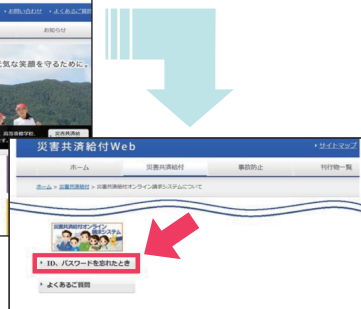 ・お問い合わせ ・よくあるご質問
お知らせ
元気な笑顔を守るために。
災害共済給付Web
・サイトマップ
ホーム 災害共済給付 事故防止 刊行物一覧
ホーム > 災害共済給付 > 災害共済給付オンライン請求システムについて
災害共済給付オンライン
請求システム
ID、パスワードを忘れたとき
よくあるご質問